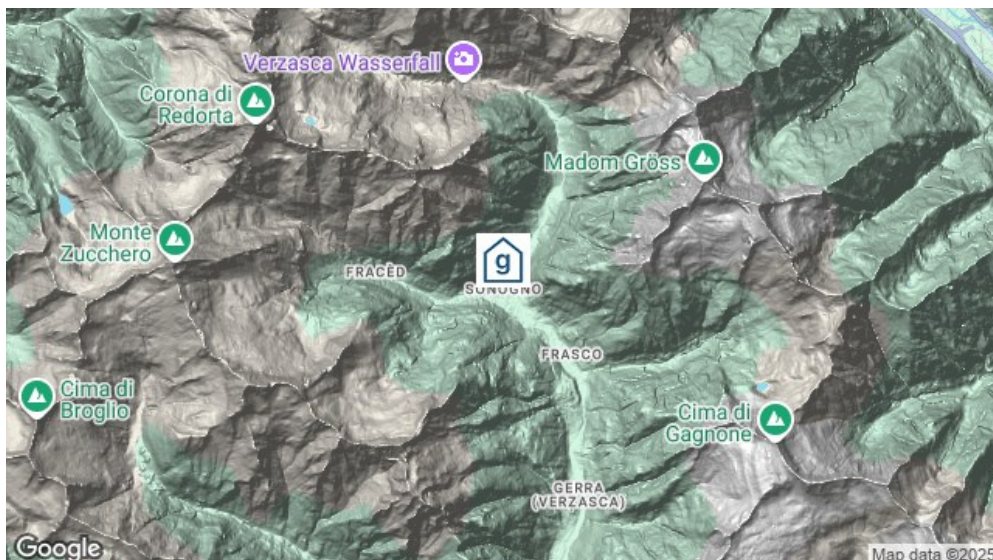 Verzasca Wasserfall
Corona di
Redorta
Madom Gröss
Monte
Zucchero
g
FRACÈD
SONOGNO
FRASCO
Cima di
Broglio
Cima di
Gagnone
GERRA
(VERZASCA)
Google
Map data ©2025